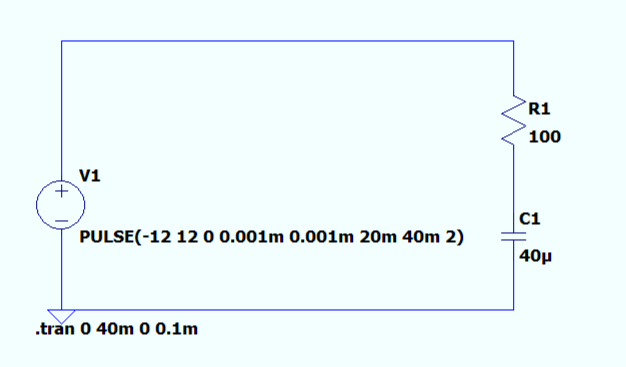 R1
100
V1
+
−
PULSE(-12 12 0 0.001m 0.001m 20m 40m 2)
C1
40µ
.tran 0 40m 0 0.1m